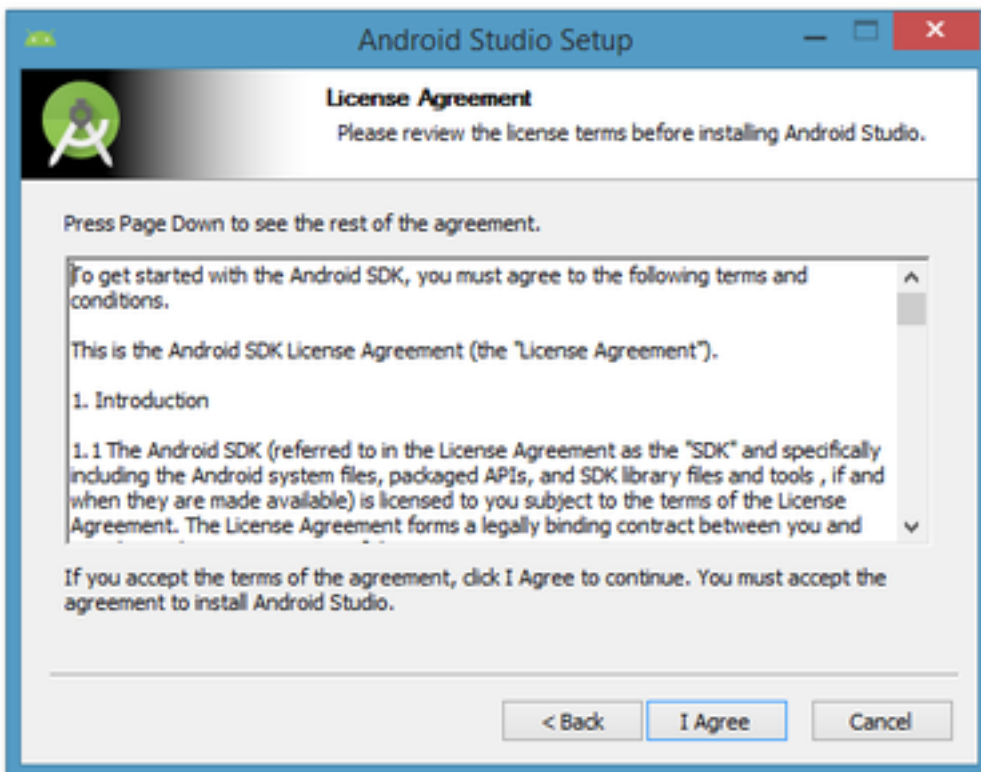 Android Studio Setup
License Agreement
Please review the license terms before installing Android Studio.
Press Page Down to see the rest of the agreement.
To get started with the Android SDK, you must agree to the following terms and
conditions.
This is the Android SDK License Agreement (the "License Agreement").
1. Introduction
1.1 The Android SDK (referred to in the License Agreement as the "SDK" and specifically
including the Android system files, packaged APIs, and SDK library files and tools , if and
when they are made available) is licensed to you subject to the terms of the License
Agreement. The License Agreement forms a legally binding contract between you and
If you accept the terms of the agreement, click I Agree to continue. You must accept the
agreement to install Android Studio.
< Back
I Agree
Cancel